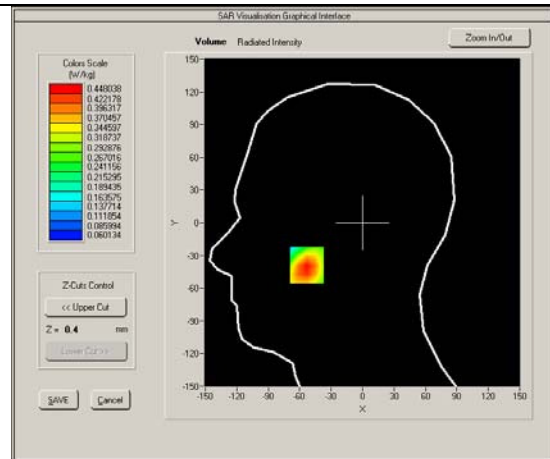 SAR Visualisation Graphical Interface
Volume Radiated Intensity
Zoom In/Out
Colors Scale
(W/kg)
0.448038
0.422178
0.396317
0.370457
0.344597
0.318737
0.292876
0.267016
0.241156
0.215295
0.189435
0.163575
0.137714
0.111854
0.085994
0.060134
Z-Cuts Control
<< Upper Cut
Z = 0.4 mm
Lower Cut >>
SAVE
Cancel
150
120
90
60
30
0
-30
-60
-90
-120
-150
Y
-150 -120 -90 -60 -30 0 30 60 90 120 150
X